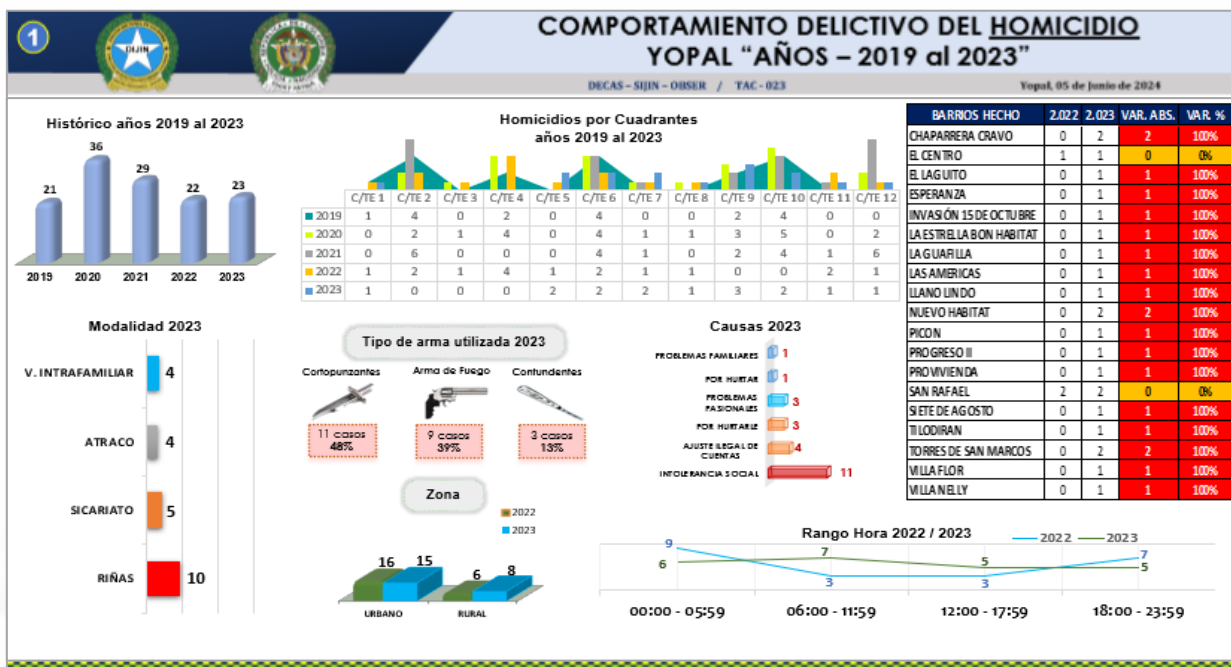 1
DIJIN
COMPORTAMIENTO DELICTIVO DEL HOMICIDIO
YOPAL “AÑOS – 2019 al 2023”
DECAS – SIJIN – OBSER / TAC - 023
Yopal, 05 de Junio de 2024
Histórico años 2019 al 2023
21 36 29 22 23
2019 2020 2021 2022 2023
Homicidios por Cuadrantes
años 2019 al 2023
C/TE 1 C/TE 2 C/TE 3 C/TE 4 C/TE 5 C/TE 6 C/TE 7 C/TE 8 C/TE 9 C/TE 10 C/TE 11 C/TE 12
2019 1 4 0 2 0 4 0 0 2 4 0 0
2020 0 2 1 4 0 4 1 1 3 5 0 2
2021 0 6 0 0 0 4 1 0 2 4 1 6
2022 1 2 1 4 1 2 1 1 0 0 2 1
2023 1 0 0 0 2 2 2 1 3 2 1 1
BARRIOS HECHO 2.022 2.023 VAR. ABS. VAR. %
CHAPARRERA CRAVO 0 2 2 100%
EL CENTRO 1 1 0 0%
EL LAGUITO 0 1 1 100%
ESPERANZA 0 1 1 100%
INVASIÓN 15 DE OCTUBRE 0 1 1 100%
LA ESTRELLA BON HABITAT 0 1 1 100%
LA GUAFILLA 0 1 1 100%
LAS AMERICAS 0 1 1 100%
LLANO LINDO 0 1 1 100%
NUEVO HABITAT 0 2 2 100%
PICON 0 1 1 100%
PROGRESO II 0 1 1 100%
PROVIVIENDA 0 1 1 100%
SAN RAFAEL 2 2 0 0%
SIETE DE AGOSTO 0 1 1 100%
TILODIRAN 0 1 1 100%
TORRES DE SAN MARCOS 0 2 2 100%
VILLA FLOR 0 1 1 100%
VILLA NELLY 0 1 1 100%
Modalidad 2023
V. INTRAFAMILIAR 4
ATRACO 4
SICARIATO 5
RIÑAS 10
Tipo de arma utilizada 2023
Cortopunzantes Arma de Fuego Contundentes
11 casos 9 casos 3 casos
48% 39% 13%
Causas 2023
PROBLEMAS FAMILIARES 1
POR HURTAR 1
PROBLEMAS
PASIONALES 3
POR HURTARLE 3
AJUSTE ILEGAL DE
CUENTAS 4
INTOLERANCIA SOCIAL 11
Zona
2022
2023
16 15 6 8
URBANO RURAL
Rango Hora 2022 / 2023
2022 2023
9 7 5 7
6 3 3 5
00:00 - 05:59 06:00 - 11:59 12:00 - 17:59 18:00 - 23:59